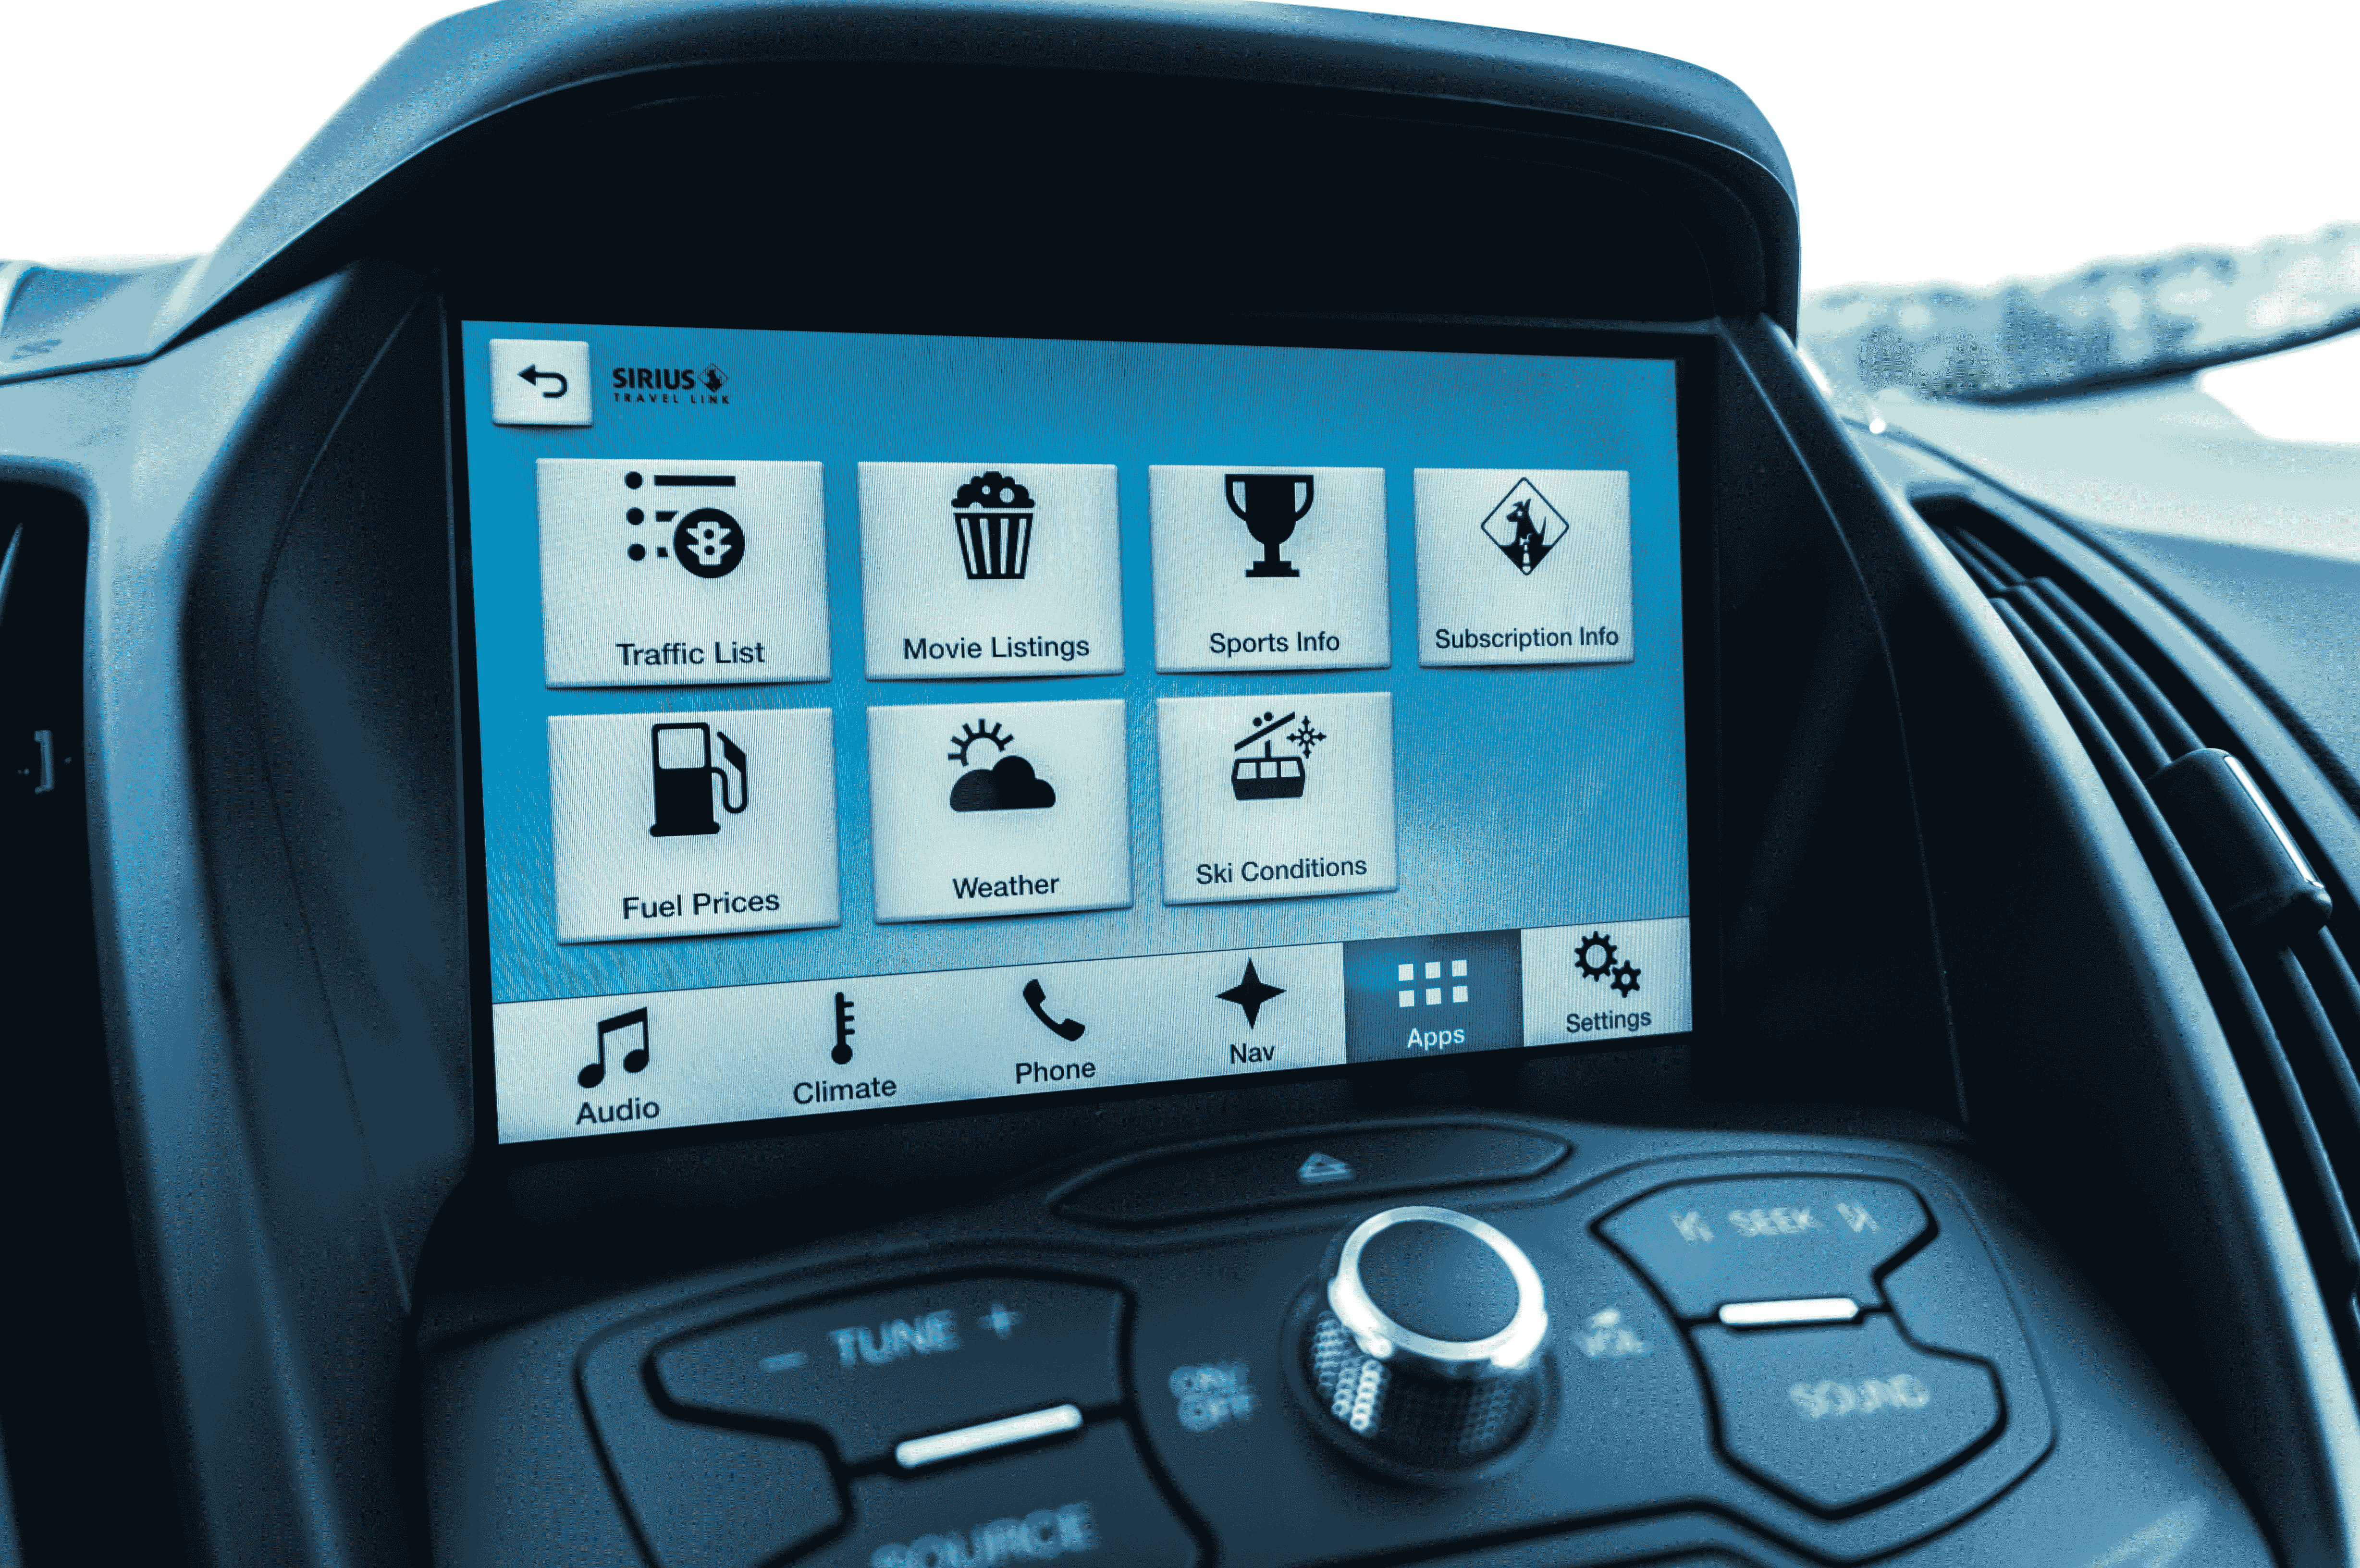 SIRIUS
TRAVEL LINK
Traffic List
Movie Listings
Sports Info
Subscription Info
Fuel Prices
Weather
Ski Conditions
Audio
Climate
Phone
Nav
Apps
Settings
SEEK
- TUNE +
ON/
OFF
VOL
SOUND
SOURCE